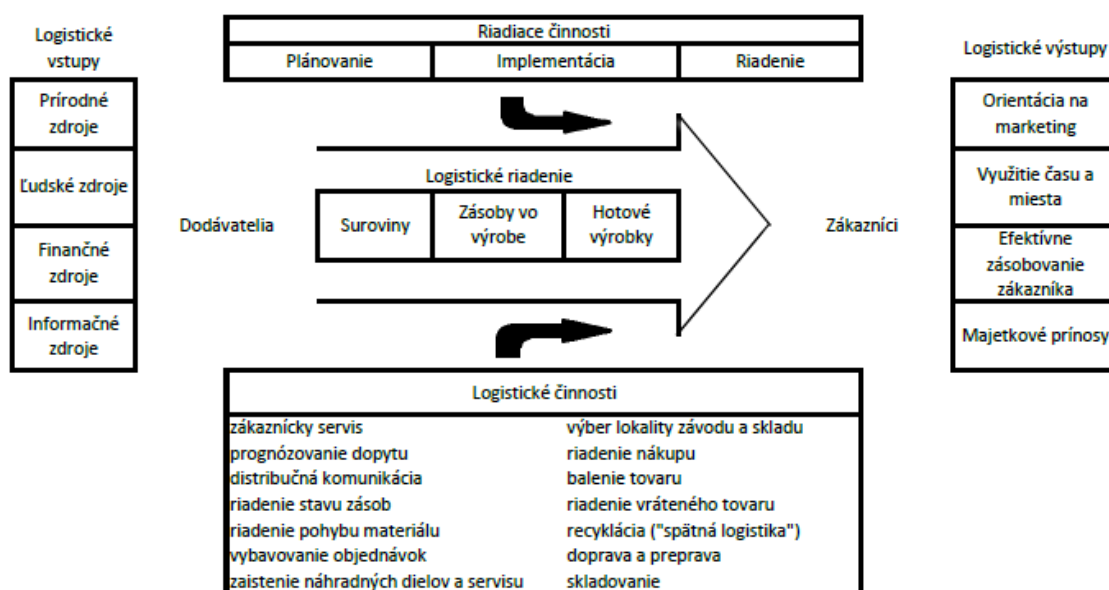 Logistické
vstupy
Prírodné
zdroje
Ľudské zdroje
Finančné
zdroje
Informačné
zdroje
Riadiace činnosti
Plánovanie
Implementácia
Riadenie
Dodávatelia
Logistické riadenie
Suroviny
Zásoby vo
výrobe
Hotové
výrobky
Zákazníci
Logistické výstupy
Orientácia na
marketing
Využitie času a
miesta
Efektívne
zásobovanie
zákazníka
Majetkové prínosy
Logistické činnosti
zákaznícky servis
prognózovanie dopytu
distribučná komunikácia
riadenie stavu zásob
riadenie pohybu materiálu
vybavovanie objednávok
zaistenie náhradných dielov a servisu
výber lokality závodu a skladu
riadenie nákupu
balenie tovaru
riadenie vráteného tovaru
recyklácia ("spätná logistika")
doprava a preprava
skladovanie